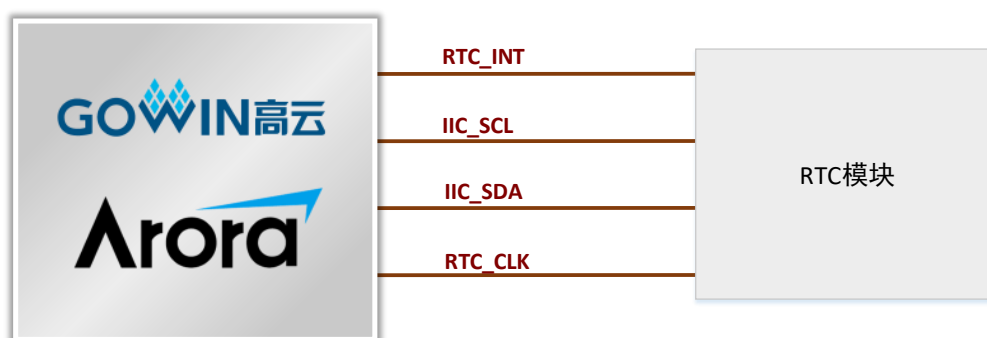 RTC_INT
GOWIN高云
IIC_SCL
RTC模块
IIC_SDA
Arora
RTC_CLK